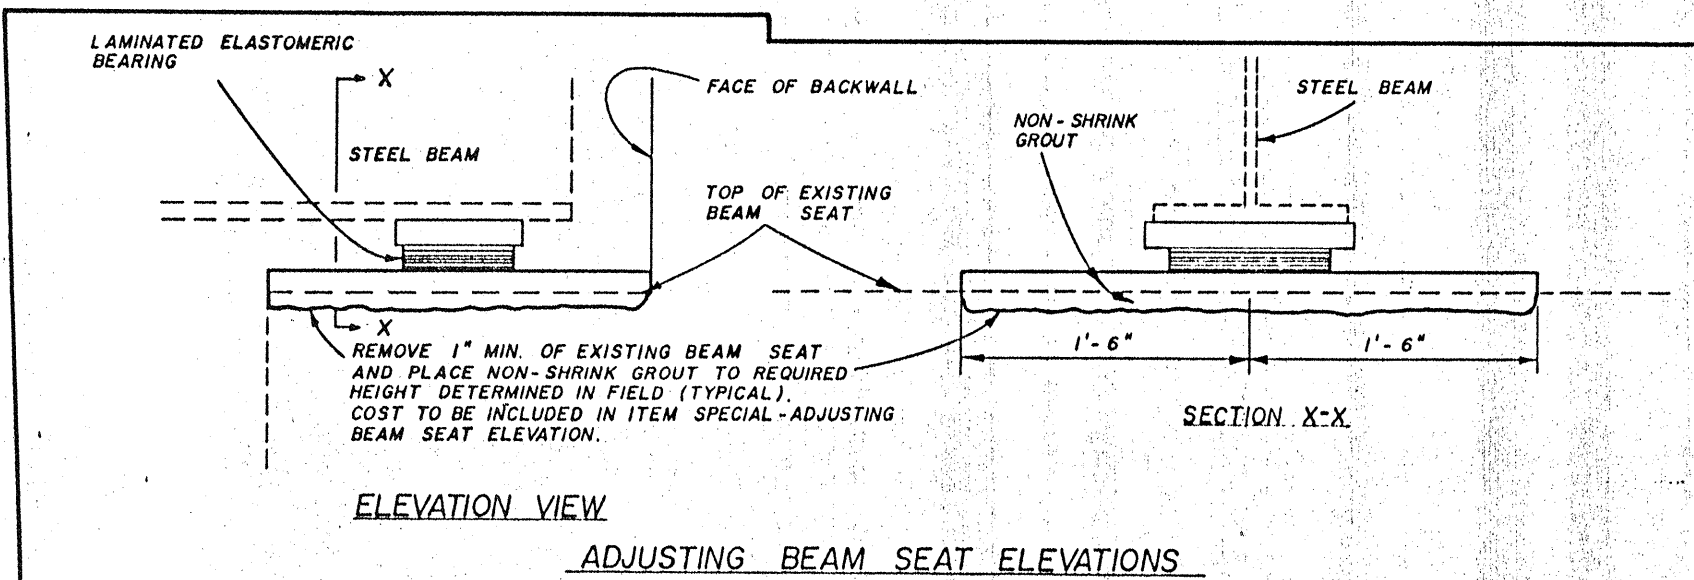 LAMINATED ELASTOMERIC
BEARING
X
STEEL BEAM
FACE OF BACKWALL
TOP OF EXISTING
BEAM SEAT
X
REMOVE 1" MIN. OF EXISTING BEAM SEAT
AND PLACE NON-SHRINK GROUT TO REQUIRED
HEIGHT DETERMINED IN FIELD (TYPICAL).
COST TO BE INCLUDED IN ITEM SPECIAL-ADJUSTING
BEAM SEAT ELEVATION.
ELEVATION VIEW
STEEL BEAM
NON-SHRINK
GROUT
1'-6"
1'-6"
SECTION X-X
ADJUSTING BEAM SEAT ELEVATIONS